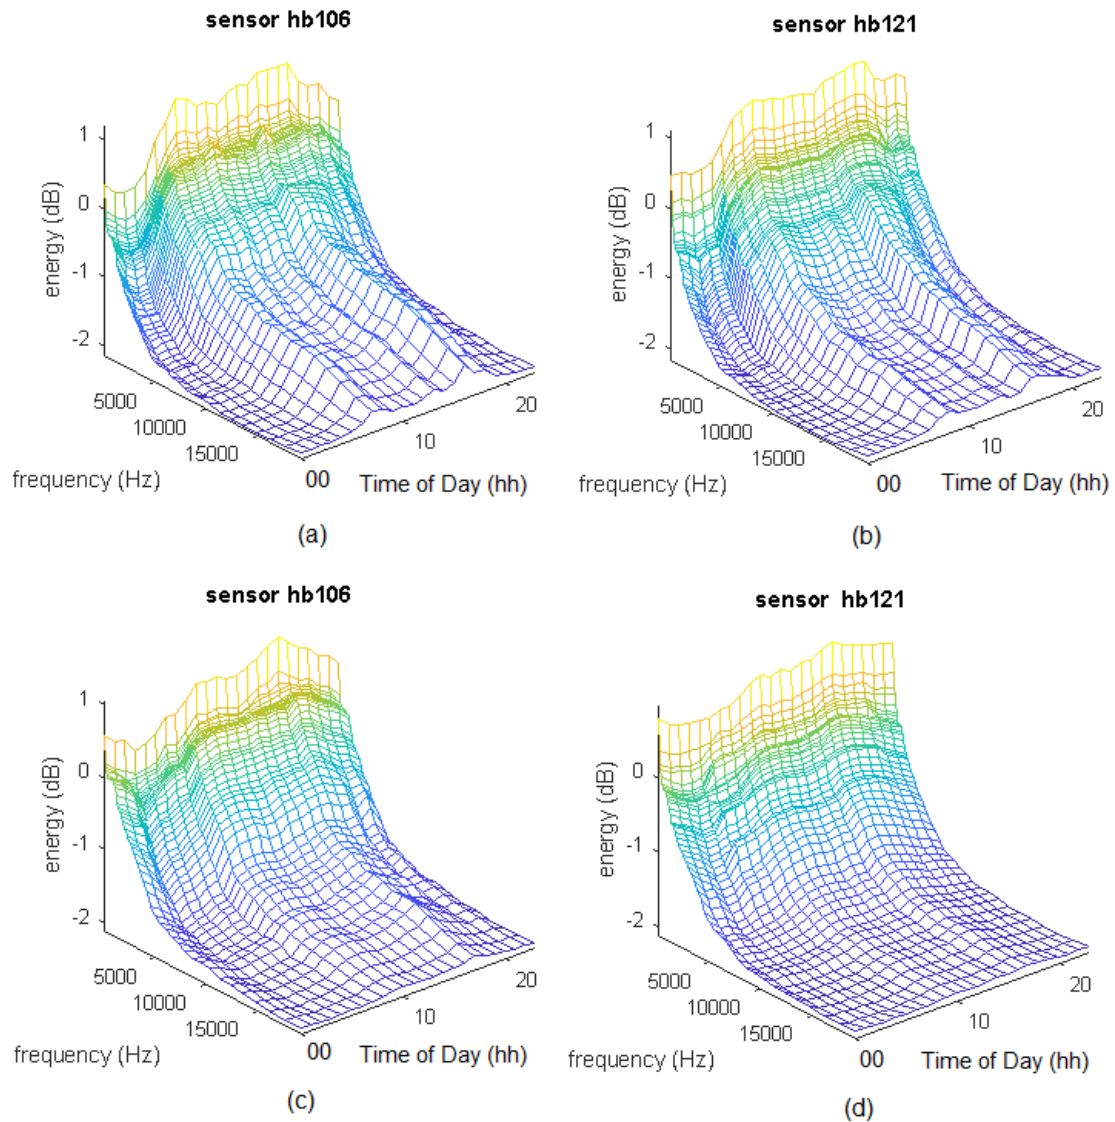 sensor hb106
sensor hb121
energy (dB)
1
0
-1
-2
5000
10000
15000
frequency (Hz)
00
10
20
Time of Day (hh)
(a)
energy (dB)
1
0
-1
-2
5000
10000
15000
frequency (Hz)
00
10
20
Time of Day (hh)
(b)
sensor hb106
sensor hb121
energy (dB)
1
0
-1
-2
5000
10000
15000
frequency (Hz)
00
10
20
Time of Day (hh)
(c)
energy (dB)
0
-1
-2
5000
10000
15000
frequency (Hz)
00
10
20
Time of Day (hh)
(d)